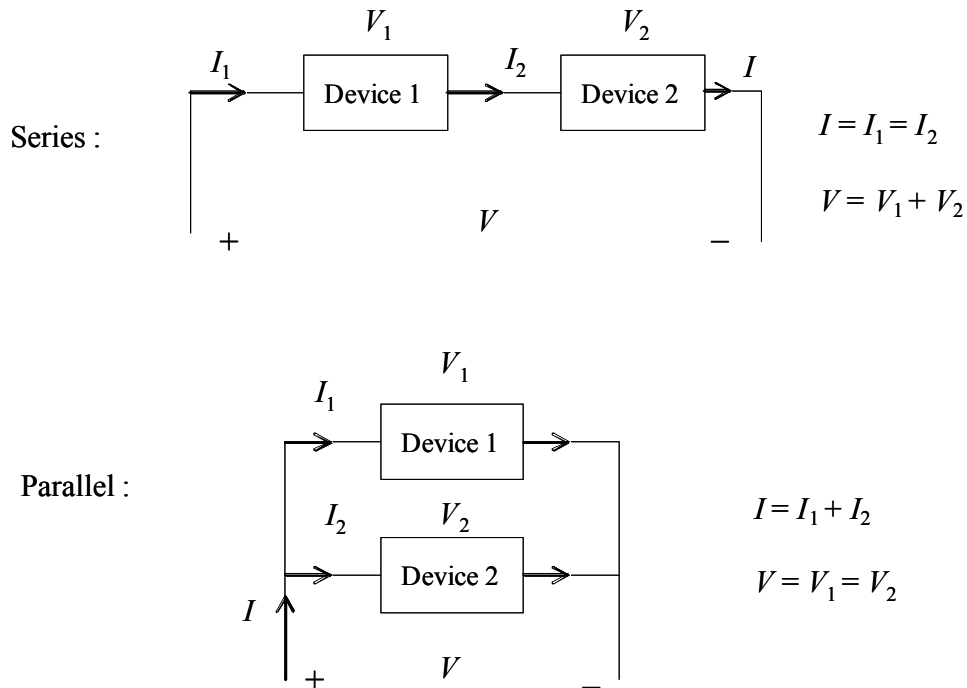 V₁ V₂
I₁ I₂ I
Device 1 Device 2
Series :
I = I₁ = I₂
V = V₁ + V₂
+ V −
V₁
I₁
Device 1
Parallel :
I₂ V₂
I = I₁ + I₂
Device 2
V = V₁ = V₂
I
+ V −